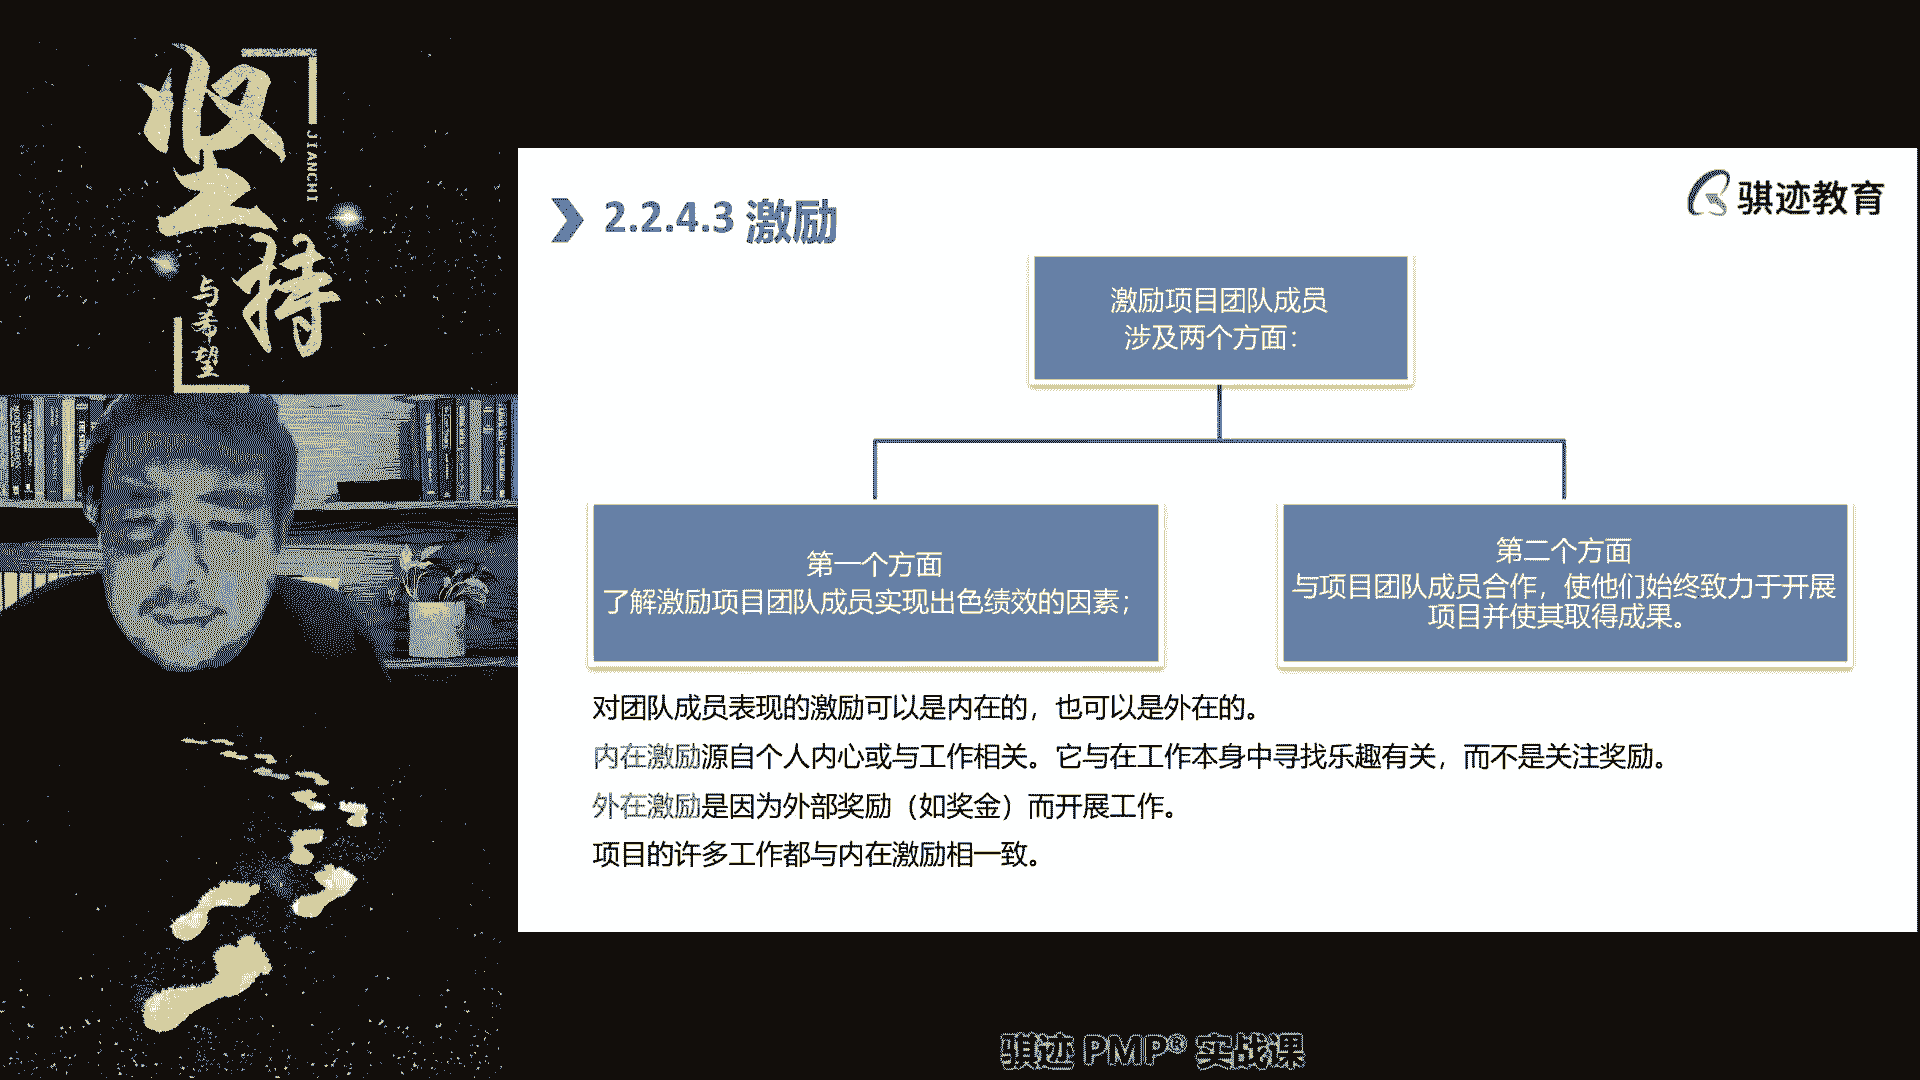 坚持
JIANCHI
与希望
骐迹教育
2.2.4.3 激励
激励项目团队成员
涉及两个方面：
第一个方面
了解激励项目团队成员实现出色绩效的因素；
第二个方面
与项目团队成员合作，使他们始终致力于开展
项目并使其取得成果。
对团队成员表现的激励可以是内在的，也可以是外在的。
内在激励源自个人内心或与工作相关。它与在工作本身中寻找乐趣有关，而不是关注奖励。
外在激励是因为外部奖励（如奖金）而开展工作。
项目的许多工作都与内在激励相一致。
骐迹 PMP® 实战课